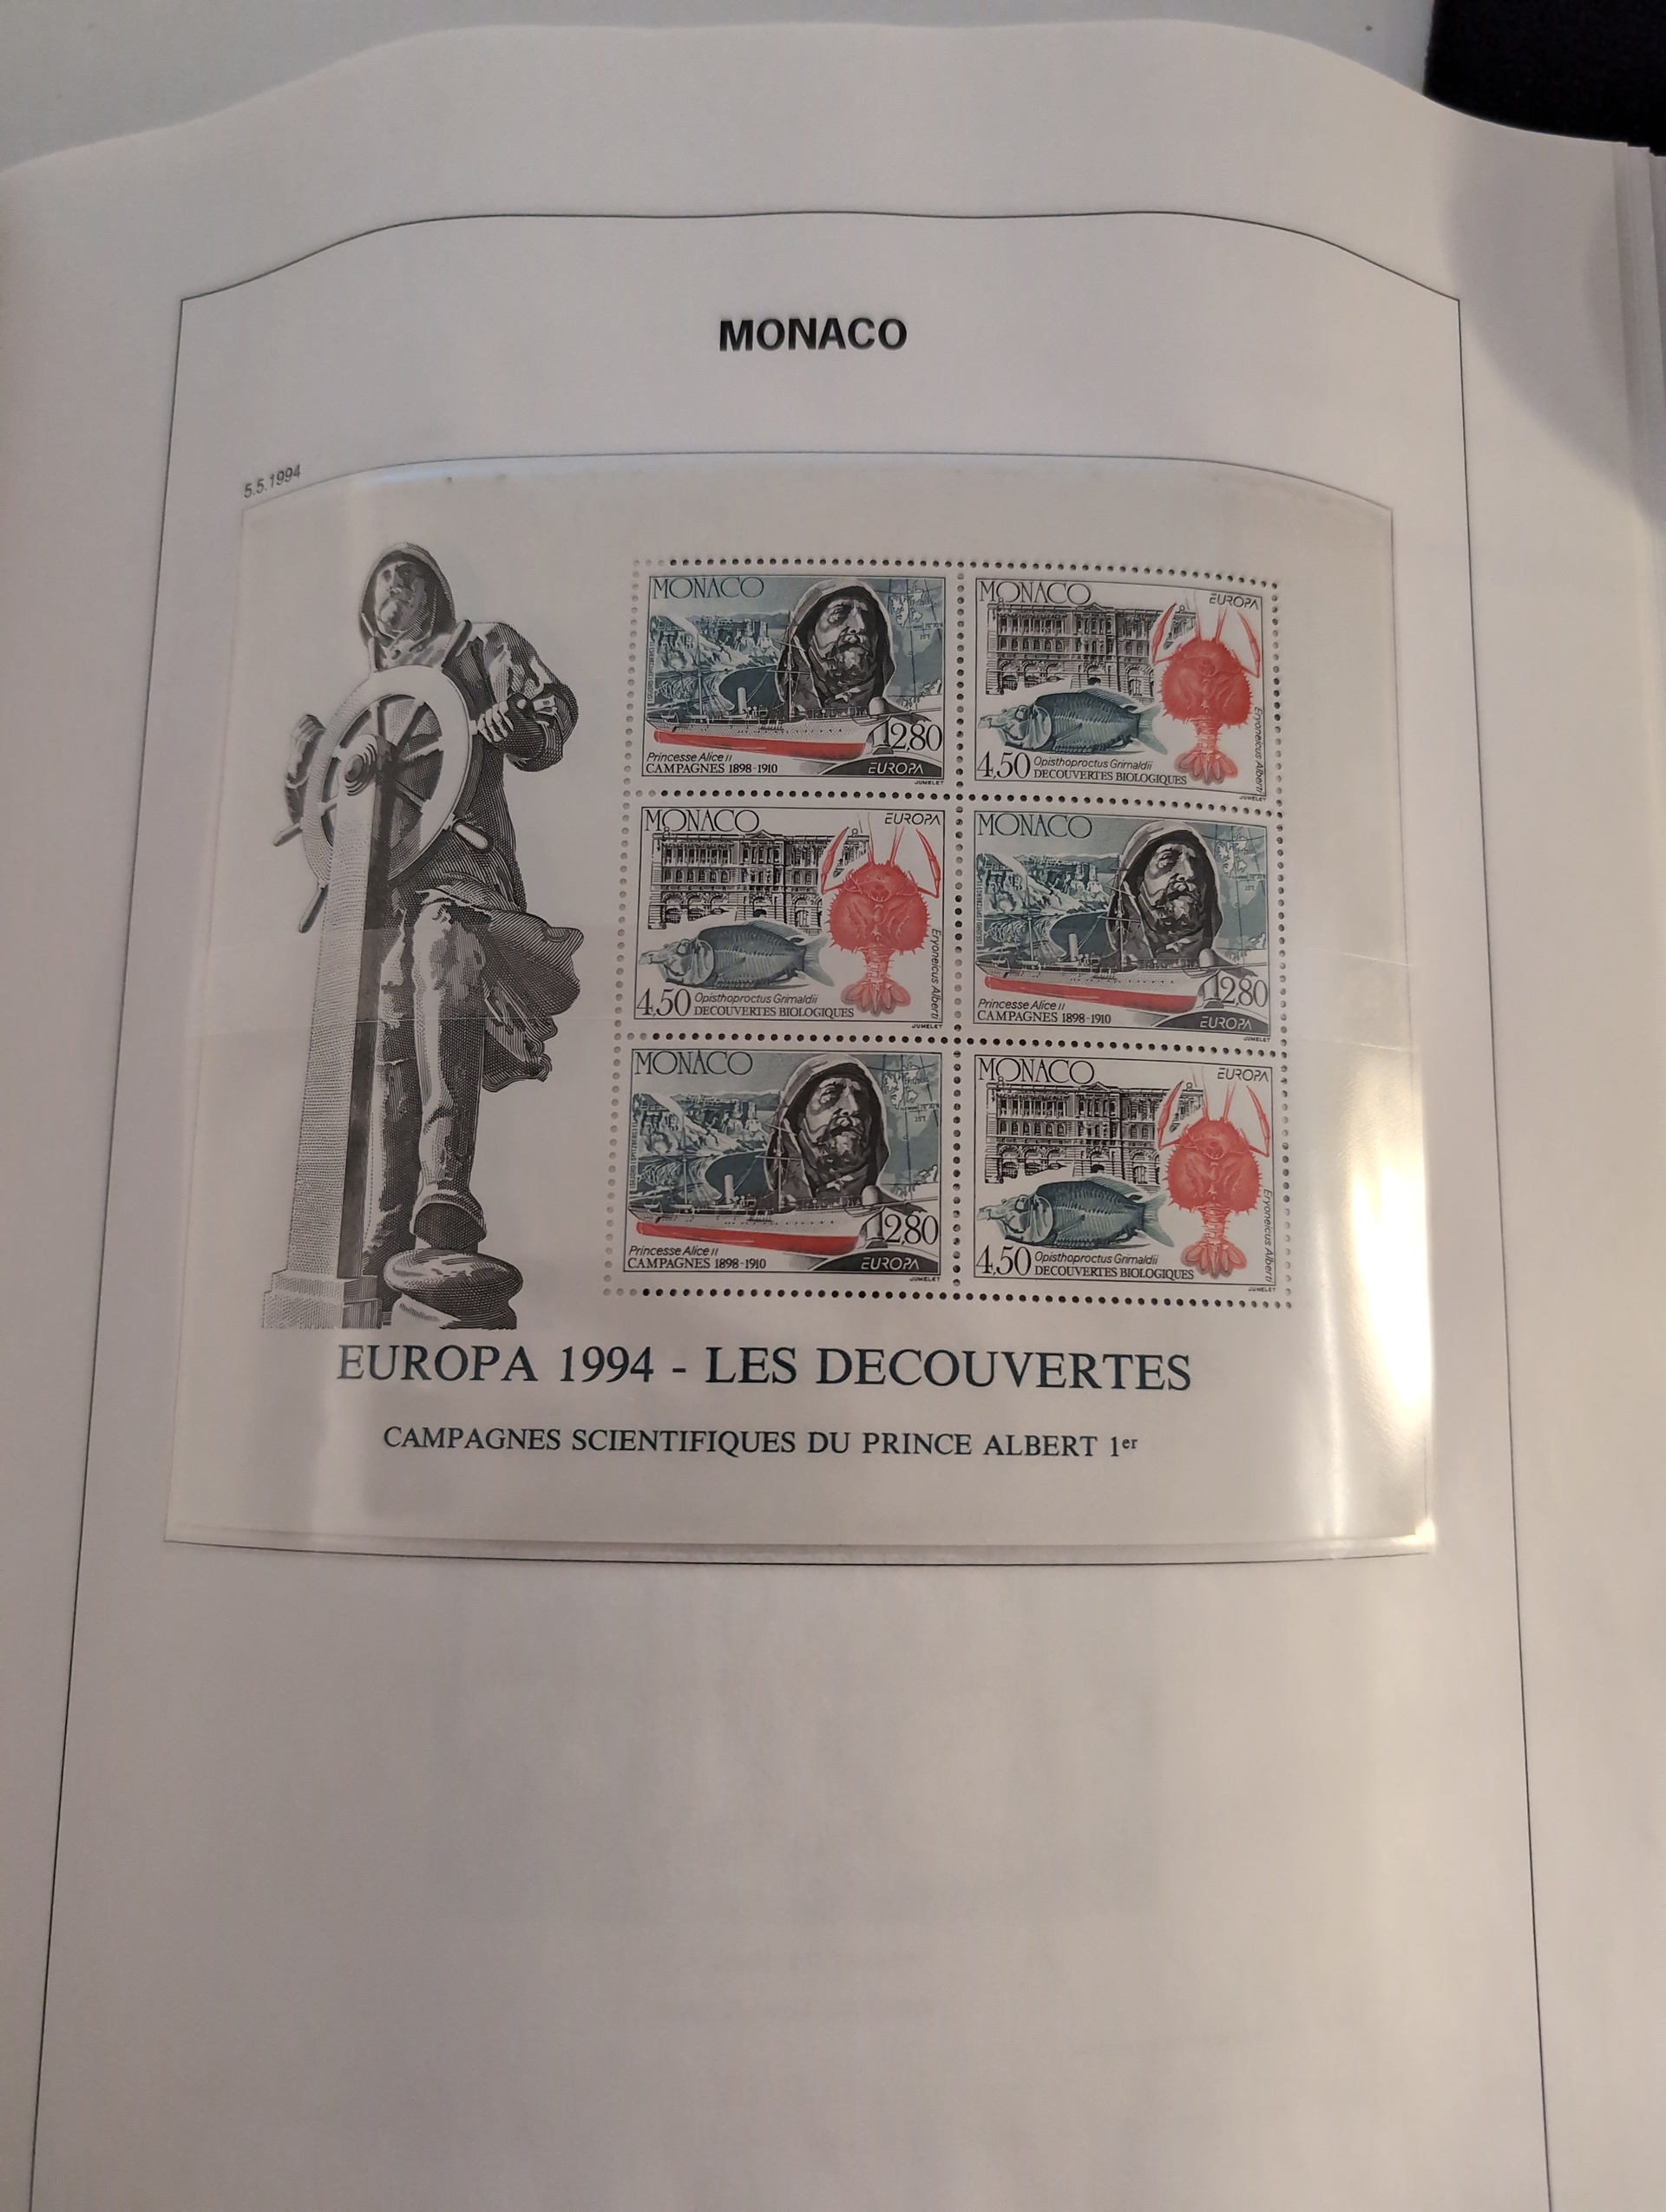 MONACO
5.5.1994
MONACO
12,80
Princesse Alice II
CAMPAGNES 1898-1910
EUROPA
JUMELET
MONACO
EUROPA
Eryoneicus Alberti
4,50 Opisthoproctus Grimaldii
DECOUVERTES BIOLOGIQUES
JUMELET
MONACO
EUROPA
Eryoneicus Alberti
4,50 Opisthoproctus Grimaldii
DECOUVERTES BIOLOGIQUES
JUMELET
MONACO
12,80
Princesse Alice II
CAMPAGNES 1898-1910
EUROPA
JUMELET
MONACO
12,80
Princesse Alice II
CAMPAGNES 1898-1910
EUROPA
JUMELET
MONACO
EUROPA
Eryoneicus Alberti
4,50 Opisthoproctus Grimaldii
DECOUVERTES BIOLOGIQUES
JUMELET
EUROPA 1994 - LES DECOUVERTES
CAMPAGNES SCIENTIFIQUES DU PRINCE ALBERT 1er